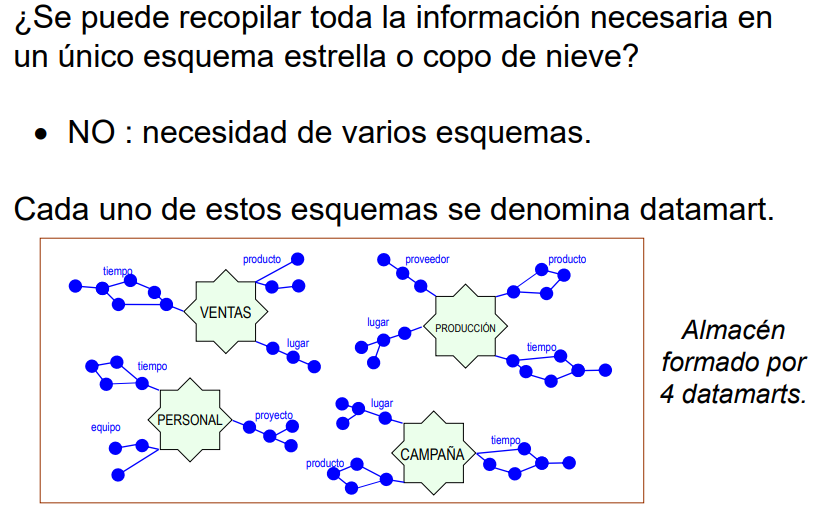 ¿Se puede recopilar toda la información necesaria en
un único esquema estrella o copo de nieve?
• NO : necesidad de varios esquemas.
Cada uno de estos esquemas se denomina datamart.
tiempo
producto
VENTAS
lugar
proveedor
producto
lugar
PRODUCCIÓN
tiempo
tiempo
PERSONAL
equipo
proyecto
lugar
CAMPAÑA
tiempo
producto
Almacén
formado por
4 datamarts.